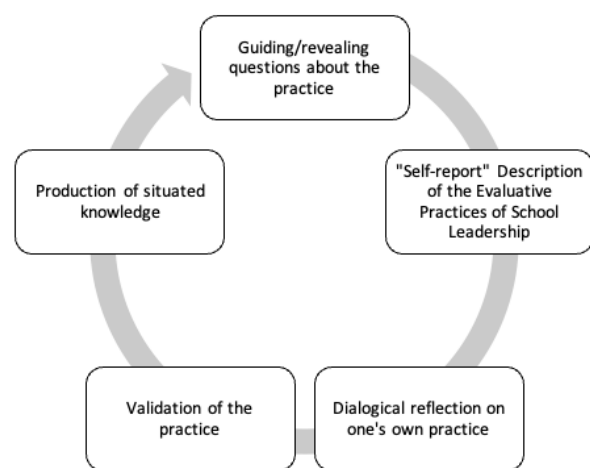 Guiding/revealing
questions about the
practice
"Self-report" Description
of the Evaluative
Practices of School
Leadership
Dialogical reflection on
one's own practice
Validation of the
practice
Production of situated
knowledge